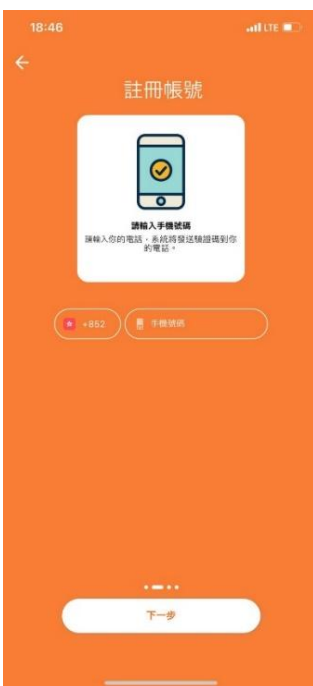 18:46
LTE
註冊帳號
請輸入手機號碼
請輸入你的電話，系統將發送驗證碼到你
的電話。
+852
手機號碼
下一步